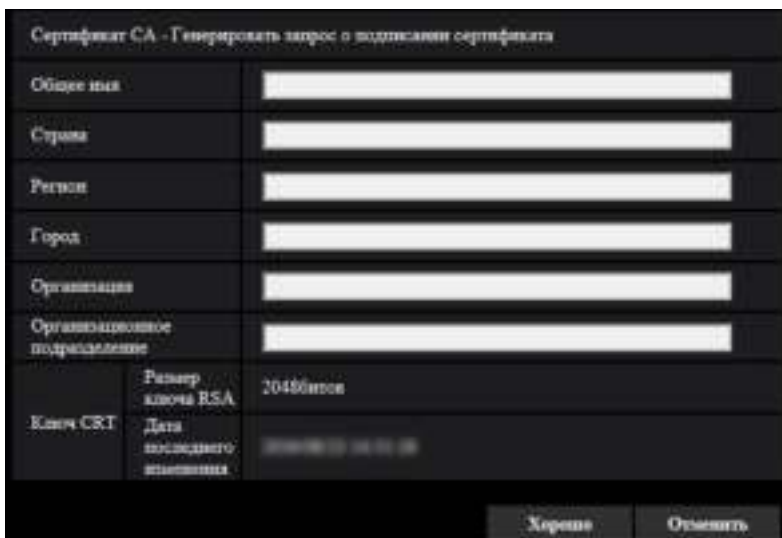 Сертификат CA - Генерировать запрос о подписании сертификата
Общее имя
Страна
Регион
Город
Организация
Организационное
подразделение
Ключ CRT
Размер
ключа RSA
2048битов
Дата
последнего
изменения
Хорошо
Отменить